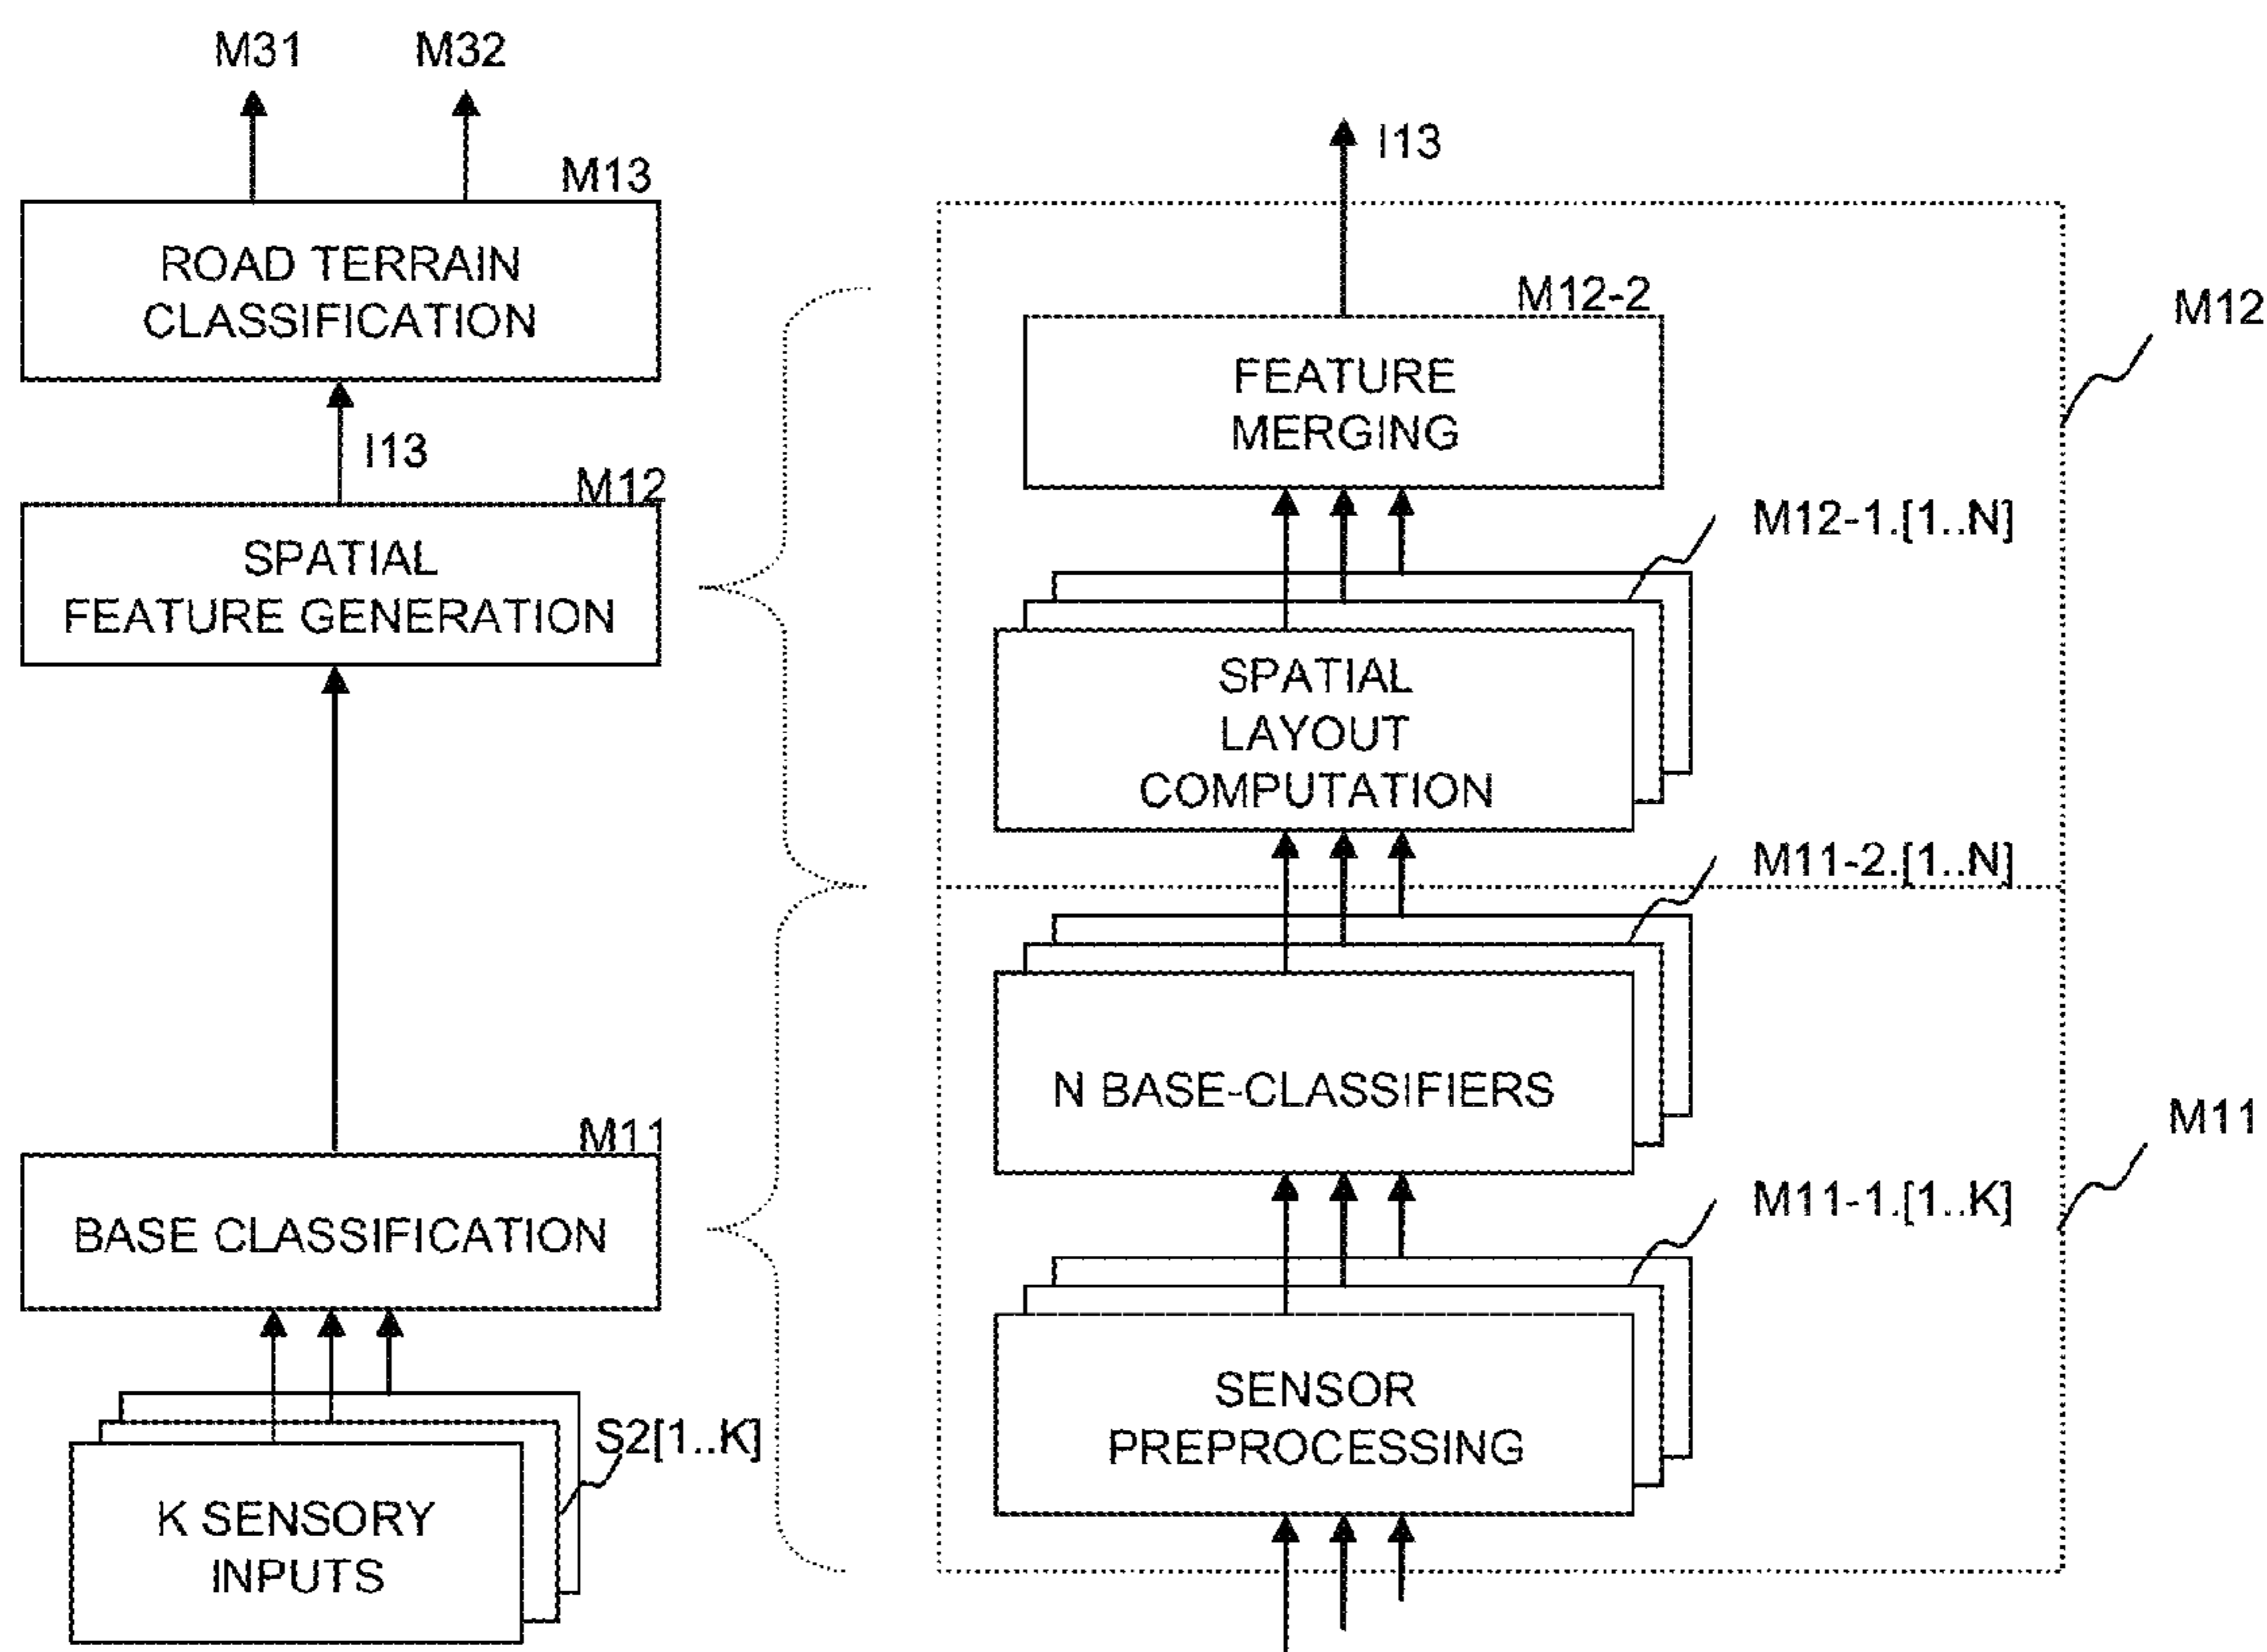 M31
M32
M13
ROAD TERRAIN
CLASSIFICATION
I13
M12
SPATIAL
FEATURE GENERATION
M11
BASE CLASSIFICATION
S2[1..K]
K SENSORY
INPUTS
I13
M12-2
M12
FEATURE
MERGING
M12-1.[1..N]
SPATIAL
LAYOUT
COMPUTATION
M11-2.[1..N]
N BASE-CLASSIFIERS
M11
M11-1.[1..K]
SENSOR
PREPROCESSING